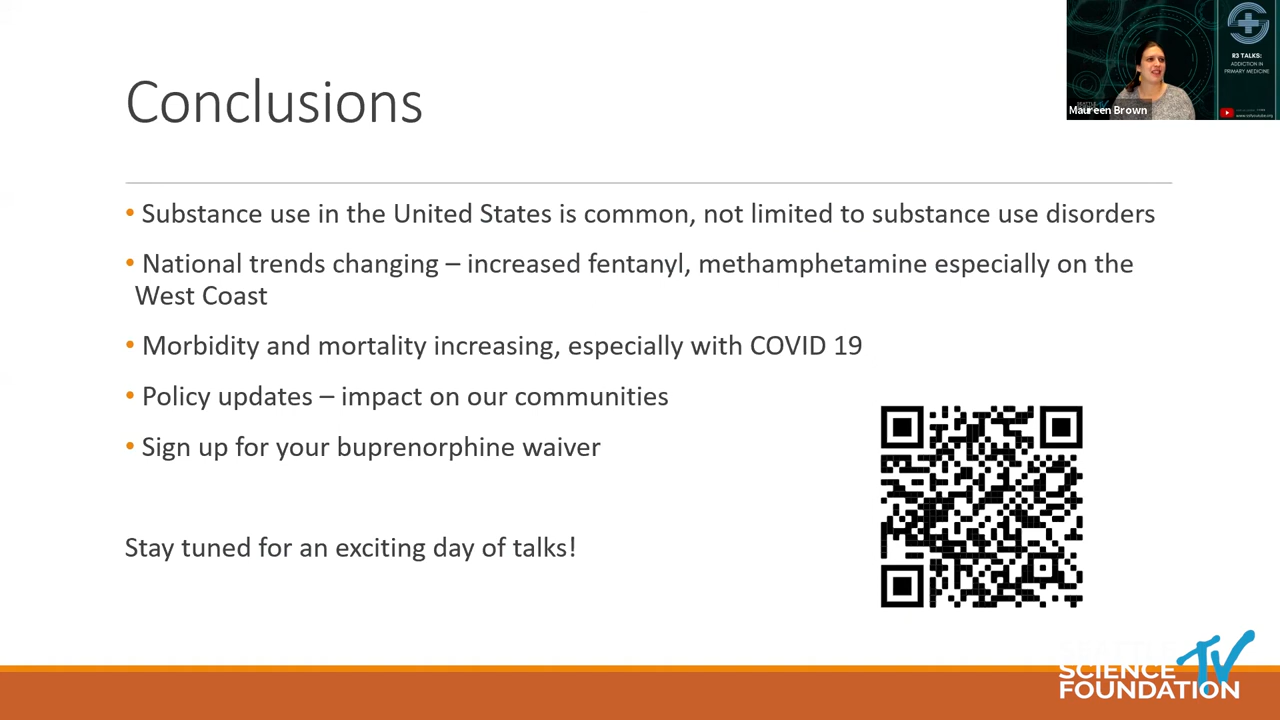 R3 TALKS:
ADDICTION IN
PRIMARY MEDICINE
Maureen Brown
Conclusions
• Substance use in the United States is common, not limited to substance use disorders
• National trends changing – increased fentanyl, methamphetamine especially on the
West Coast
• Morbidity and mortality increasing, especially with COVID 19
• Policy updates – impact on our communities
• Sign up for your buprenorphine waiver
Stay tuned for an exciting day of talks!
SCIENCE TV
FOUNDATION